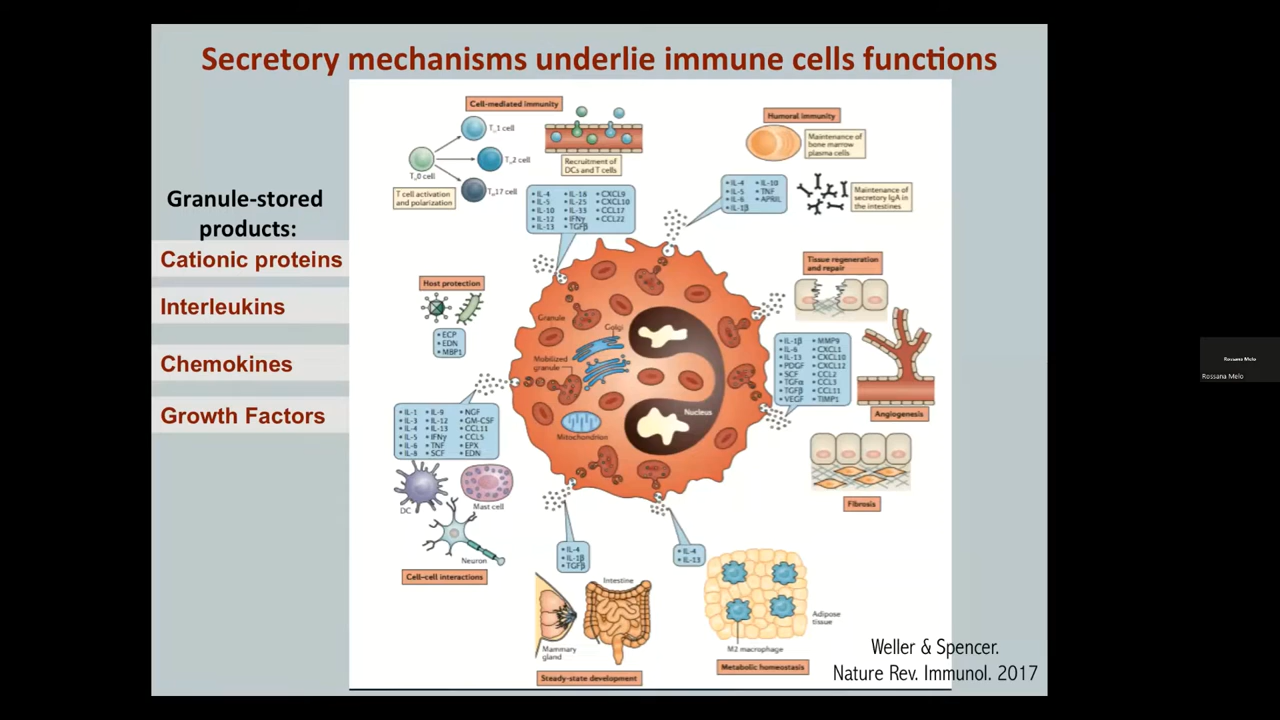 Secretory mechanisms underlie immune cells functions
Granule-stored
products:
Cationic proteins
Interleukins
Chemokines
Growth Factors
Cell-mediated immunity
TH1 cell
TH0 cell
TH2 cell
TH17 cell
T cell activation
and polarization
Recruitment of
DCs and T cells
• IL-4 • IL-16 • CXCL9
• IL-5 • IL-25 • CXCL10
• IL-10 • IL-33 • CCL17
• IL-12 • IFNγ • CCL22
• IL-13 • TGFβ
Humoral immunity
Maintenance of
bone marrow
plasma cells
• IL-4 • IL-10
• IL-5 • TNF
• IL-6 • APRIL
• IL-1β
Maintenance of
secretory IgA in
the intestines
Host protection
• ECP
• EDN
• MBP1
Granule
Golgi
Mobilized
granule
Mitochondrion
Nucleus
Tissue regeneration
and repair
• IL-1β • MMP9
• IL-6 • CXCL1
• IL-13 • CXCL10
• PDGF • CXCL12
• SCF • CCL2
• TGFα • CCL3
• TGFβ • CCL11
• VEGF • TIMP1
Angiogenesis
Fibrosis
• IL-1 • IL-9 • NGF
• IL-3 • IL-12 • GM-CSF
• IL-4 • IL-13 • CCL11
• IL-5 • IFNγ • CCL5
• IL-6 • TNF • EPX
• IL-8 • SCF • EDN
DC
Mast cell
Neuron
Cell–cell interactions
• IL-4
• IL-1β
• TGFβ
Intestine
Mammary
gland
Steady-state development
• IL-4
• IL-13
Adipose
tissue
M2 macrophage
Metabolic homeostasis
Weller & Spencer.
Nature Rev. Immunol. 2017
Rossana Melo
Rossana Melo